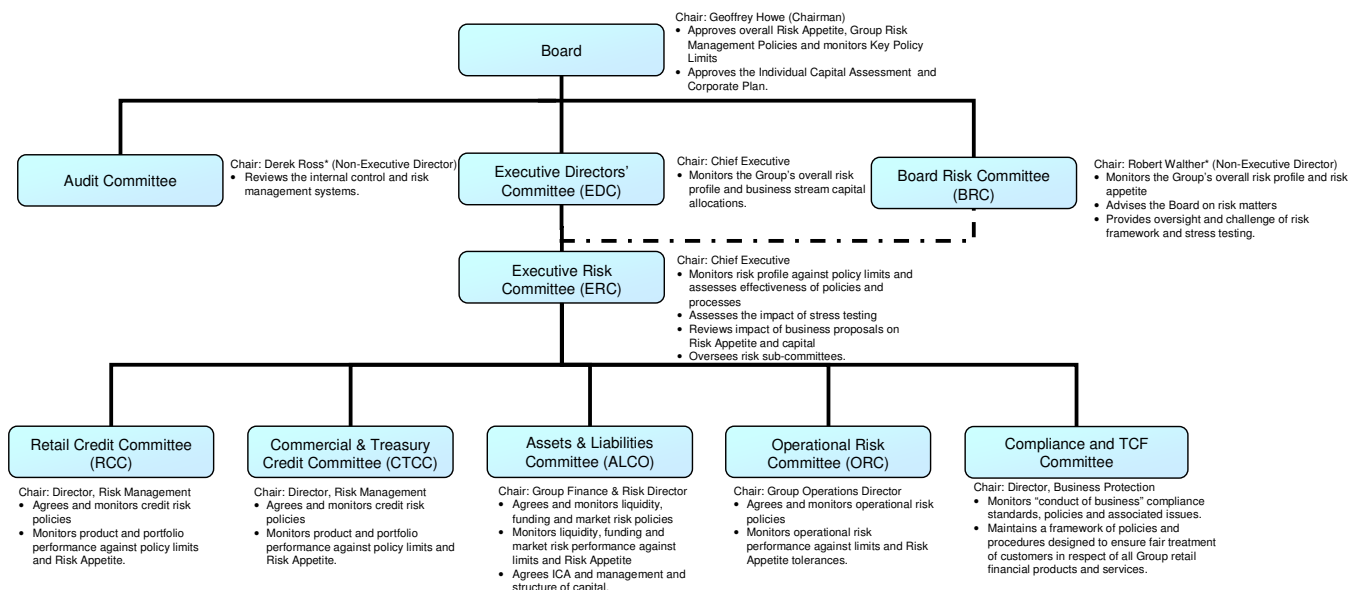 Board
Chair: Geoffrey Howe (Chairman)
• Approves overall Risk Appetite, Group Risk
Management Policies and monitors Key Policy
Limits
• Approves the Individual Capital Assessment and
Corporate Plan.
Audit Committee
Chair: Derek Ross* (Non-Executive Director)
• Reviews the internal control and risk
management systems.
Executive Directors'
Committee (EDC)
Chair: Chief Executive
• Monitors the Group's overall risk
profile and business stream capital
allocations.
Board Risk Committee
(BRC)
Chair: Robert Walther* (Non-Executive Director)
• Monitors the Group's overall risk profile and risk
appetite
• Advises the Board on risk matters
• Provides oversight and challenge of risk
framework and stress testing.
Executive Risk
Committee (ERC)
Chair: Chief Executive
• Monitors risk profile against policy limits and
assesses effectiveness of policies and
processes
• Assesses the impact of stress testing
• Reviews impact of business proposals on
Risk Appetite and capital
• Oversees risk sub-committees.
Retail Credit Committee
(RCC)
Chair: Director, Risk Management
• Agrees and monitors credit risk
policies
• Monitors product and portfolio
performance against policy limits
and Risk Appetite.
Commercial & Treasury
Credit Committee (CTCC)
Chair: Director, Risk Management
• Agrees and monitors credit risk
policies
• Monitors product and portfolio
performance against policy limits and
Risk Appetite.
Assets & Liabilities
Committee (ALCO)
Chair: Group Finance & Risk Director
• Agrees and monitors liquidity,
funding and market risk policies
• Monitors liquidity, funding and
market risk performance against
limits and Risk Appetite
• Agrees ICA and management and
structure of capital.
Operational Risk
Committee (ORC)
Chair: Group Operations Director
• Agrees and monitors operational risk
policies
• Monitors operational risk
performance against limits and Risk
Appetite tolerances.
Compliance and TCF
Committee
Chair: Director, Business Protection
• Monitors "conduct of business" compliance
standards, policies and associated issues.
• Maintains a framework of policies and
procedures designed to ensure fair treatment
of customers in respect of all Group retail
financial products and services.